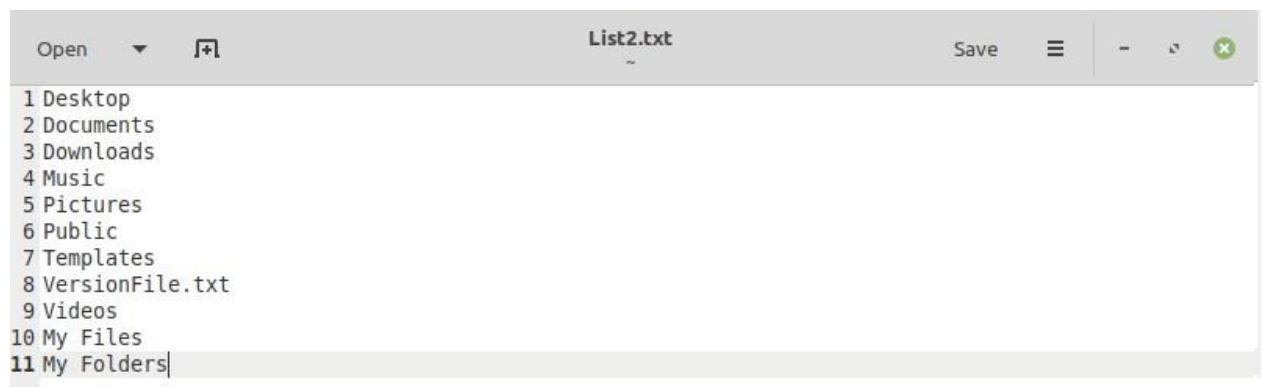 Open List2.txt Save
~
1 Desktop
2 Documents
3 Downloads
4 Music
5 Pictures
6 Public
7 Templates
8 VersionFile.txt
9 Videos
10 My Files
11 My Folders